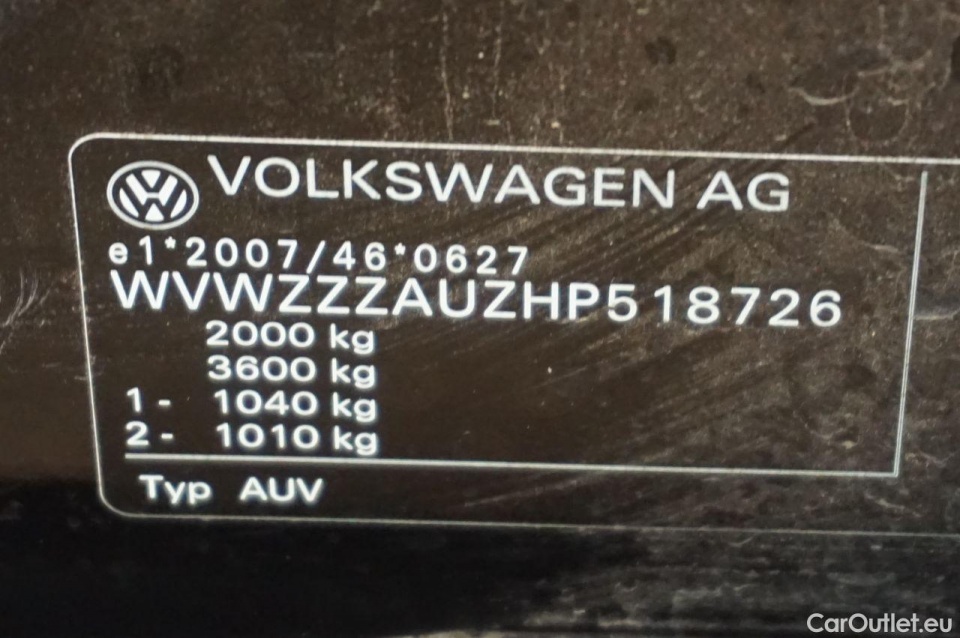 VOLKSWAGEN AG
e1*2007/46*0627
WVWZZZAUZHP518726
2000 kg
3600 kg
1- 1040 kg
2- 1010 kg
Typ AUV
CarOutlet.eu